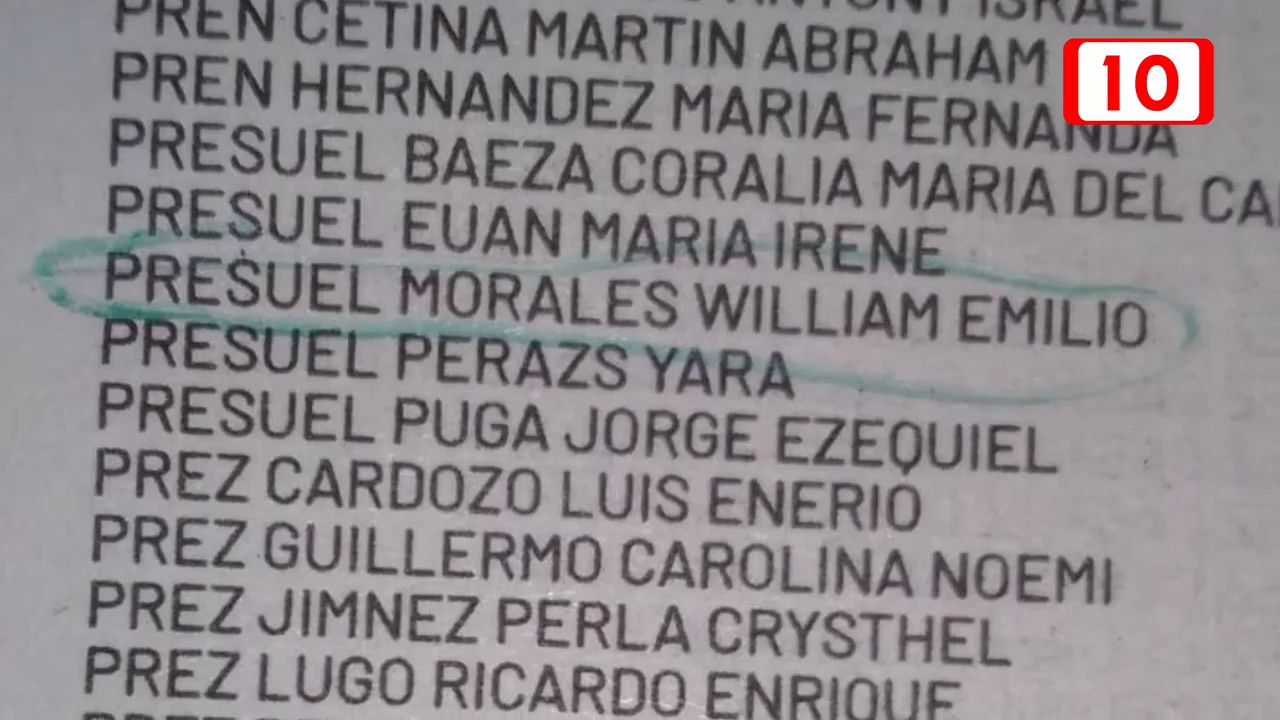 ISRAEL
PREN CETINA MARTIN ABRAHAM
10
PREN HERNANDEZ MARIA FERNANDA
PRESUEL BAEZA CORALIA MARIA DEL
PRESUEL EUAN MARIA IRENE
PRESUEL MORALES WILLIAM EMILIO
PRESUEL PERAZS YARA
PRESUEL PUGA JORGE EZEQUIEL
PREZ CARDOZO LUIS ENERIO
PREZ GUILLERMO CAROLINA NOEMI
PREZ JIMNEZ PERLA CRYSTHEL
PREZ LUGO RICARDO ENRIQUE